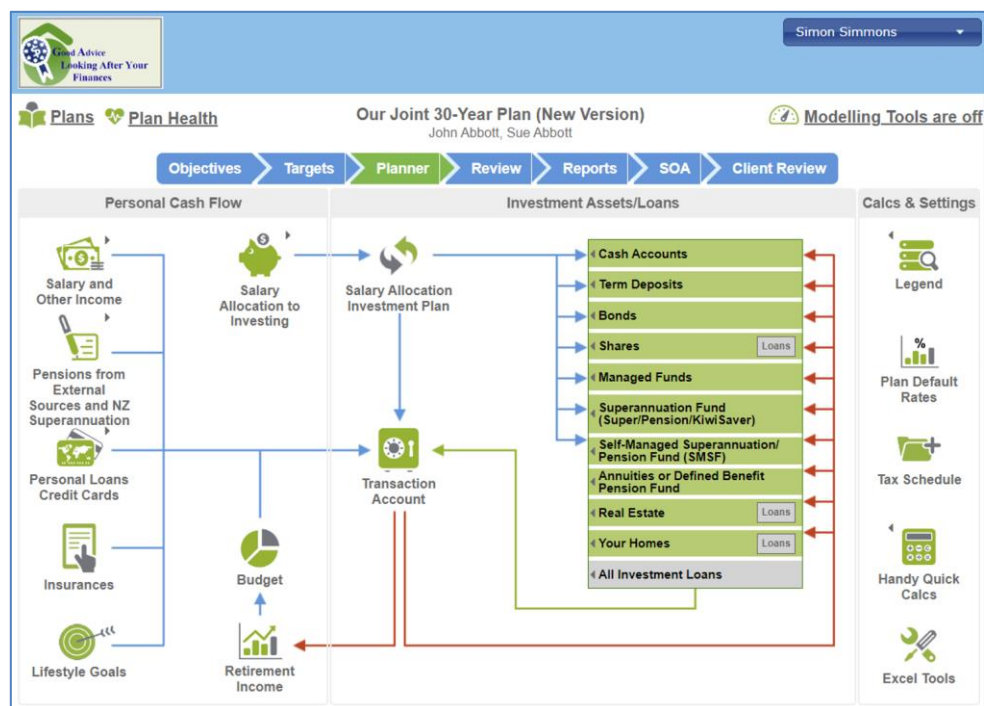 Good Advice
Looking After Your
Finances
Simon Simmons
Plans
Plan Health
Our Joint 30-Year Plan (New Version)
John Abbott, Sue Abbott
Modelling Tools are off
Objectives
Targets
Planner
Review
Reports
SOA
Client Review
Personal Cash Flow
Investment Assets/Loans
Calcs & Settings
Salary and
Other Income
Salary
Allocation to
Investing
Salary Allocation
Investment Plan
Pensions from
External
Sources and NZ
Superannuation
Personal Loans
Credit Cards
Transaction
Account
Insurances
Budget
Lifestyle Goals
Retirement
Income
Cash Accounts
Term Deposits
Bonds
Shares
Loans
Managed Funds
Superannuation Fund
(Super/Pension/KiwiSaver)
Self-Managed Superannuation/
Pension Fund (SMSF)
Annuities or Defined Benefit
Pension Fund
Real Estate
Loans
Your Homes
Loans
All Investment Loans
Legend
%
Plan Default
Rates
Tax Schedule
Handy Quick
Calcs
Excel Tools